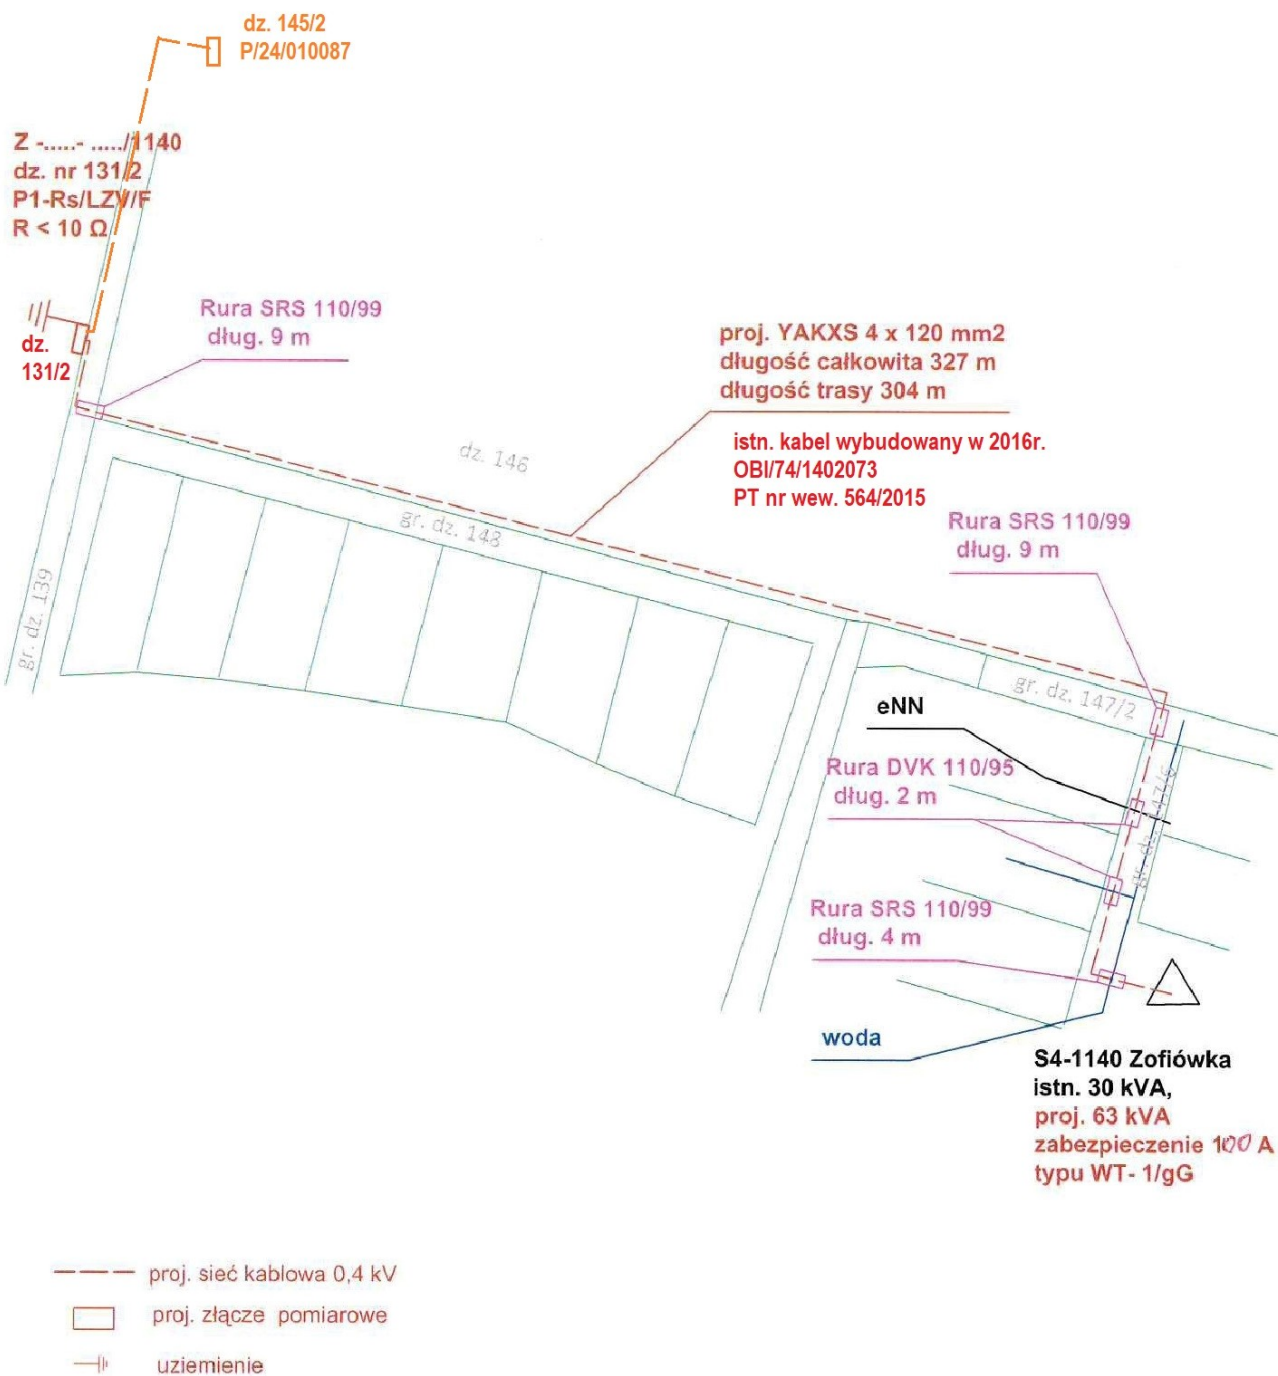 dz. 145/2
P/24/010087
Z -.....- ...../1140
dz. nr 131/2
P1-Rs/LZV/F
R < 10 Ω
dz.
131/2
Rura SRS 110/99
dług. 9 m
proj. YAKXS 4 x 120 mm2
długość całkowita 327 m
długość trasy 304 m
istn. kabel wybudowany w 2016r.
OBI/74/1402073
PT nr wew. 564/2015
dz. 146
gr. dz. 148
gr. dz. 139
Rura SRS 110/99
dług. 9 m
gr. dz. 147/2
eNN
Rura DVK 110/95
dług. 2 m
gr. dz. 147/6
Rura SRS 110/99
dług. 4 m
woda
S4-1140 Zofiówka
istn. 30 kVA,
proj. 63 kVA
zabezpieczenie 100 A
typu WT- 1/gG
proj. sieć kablowa 0,4 kV
proj. złącze pomiarowe
uziemienie